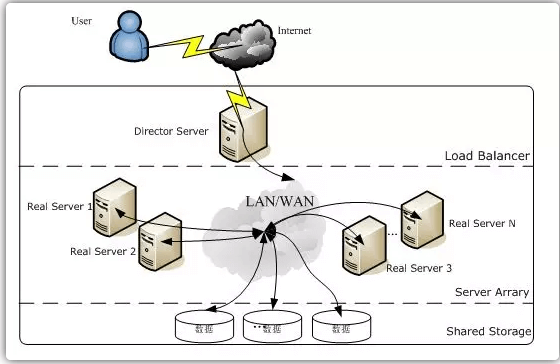 User
Internet
Director Server
Load Balancer
LAN/WAN
Real Server 1
Real Server 2
Real Server N
...
Real Server 3
Server Arrary
数据
...
数据
数据
Shared Storage